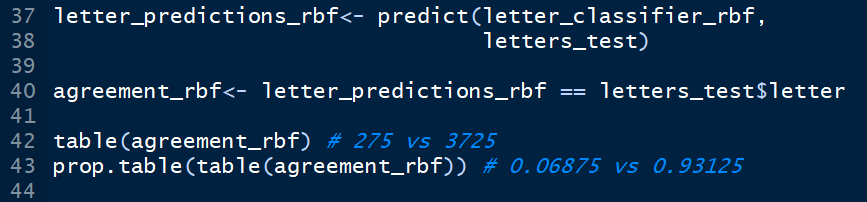 37 letter_predictions_rbf<- predict(letter_classifier_rbf,
38                                  letters_test)
39
40 agreement_rbf<- letter_predictions_rbf == letters_test$letter
41
42 table(agreement_rbf) # 275 vs 3725
43 prop.table(table(agreement_rbf)) # 0.06875 vs 0.93125
44